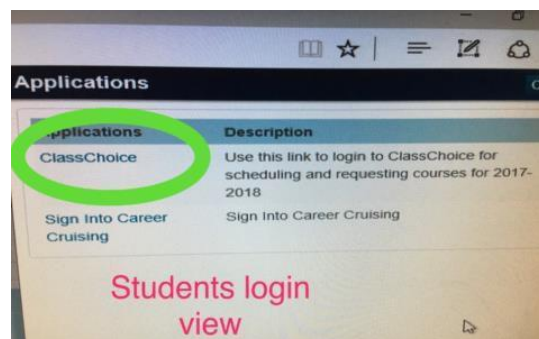 Applications
Applications Description
ClassChoice Use this link to login to ClassChoice for
scheduling and requesting courses for 2017-
2018
Sign Into Career Sign Into Career Cruising
Cruising
Students login
view